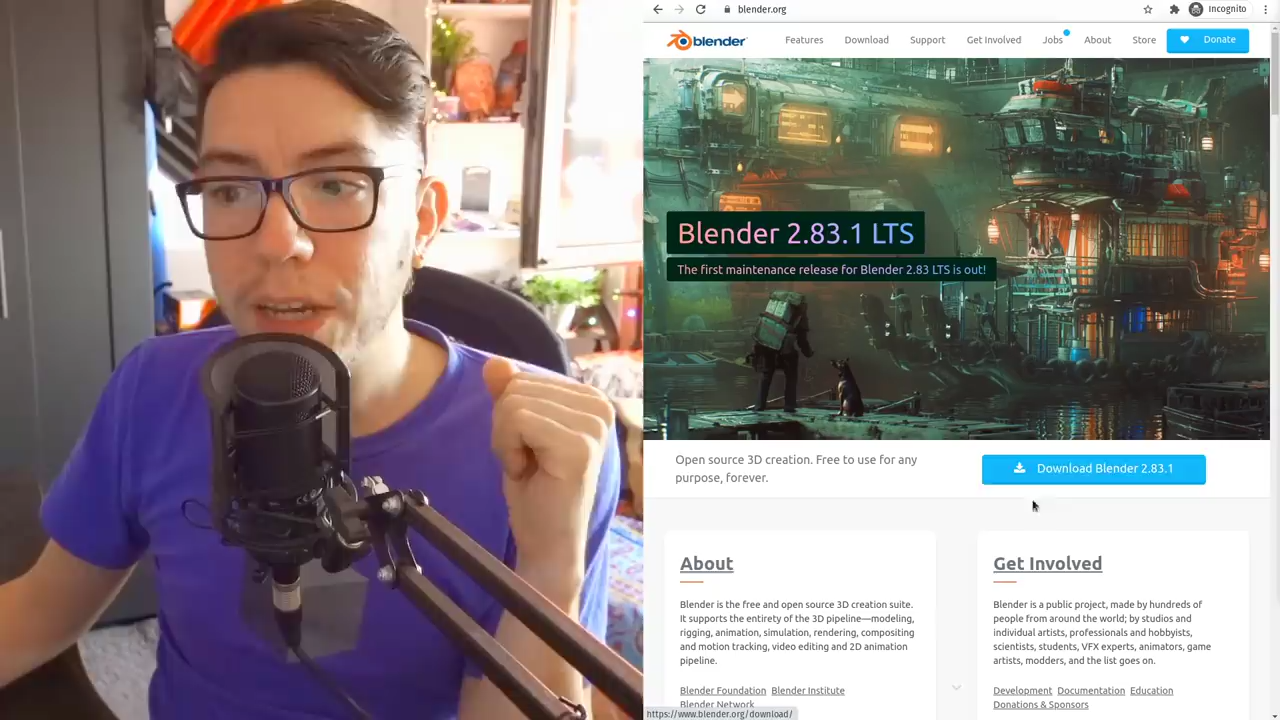 blender.org
Incognito
blender
Features
Download
Support
Get Involved
Jobs
About
Store
Donate
Blender 2.83.1 LTS
The first maintenance release for Blender 2.83 LTS is out!
Open source 3D creation. Free to use for any
purpose, forever.
Download Blender 2.83.1
About
Blender is the free and open source 3D creation suite.
It supports the entirety of the 3D pipeline—modeling,
rigging, animation, simulation, rendering, compositing
and motion tracking, video editing and 2D animation
pipeline.
Blender Foundation Blender Institute
Blender Network
Get Involved
Blender is a public project, made by hundreds of
people from around the world; by studios and
individual artists, professionals and hobbyists,
scientists, students, VFX experts, animators, game
artists, modders, and the list goes on.
Development Documentation Education
Donations & Sponsors
https://www.blender.org/download/